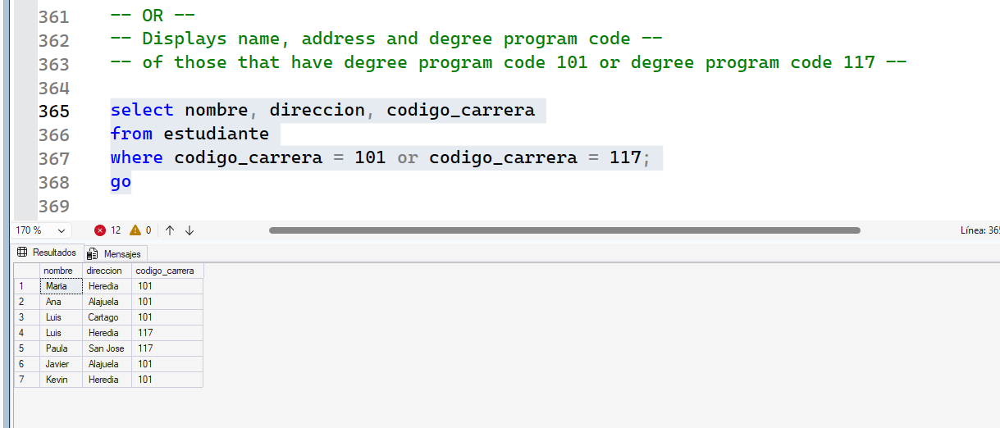 361 -- OR --
362 -- Displays name, address and degree program code --
363 -- of those that have degree program code 101 or degree program code 117 --
364
365 select nombre, direccion, codigo_carrera
366 from estudiante
367 where codigo_carrera = 101 or codigo_carrera = 117;
368 go
369
170 % 12 0 Línea: 365
Resultados Mensajes
nombre direccion codigo_carrera
1 Maria Heredia 101
2 Ana Alajuela 101
3 Luis Cartago 101
4 Luis Heredia 117
5 Paula San Jose 117
6 Javier Alajuela 101
7 Kevin Heredia 101